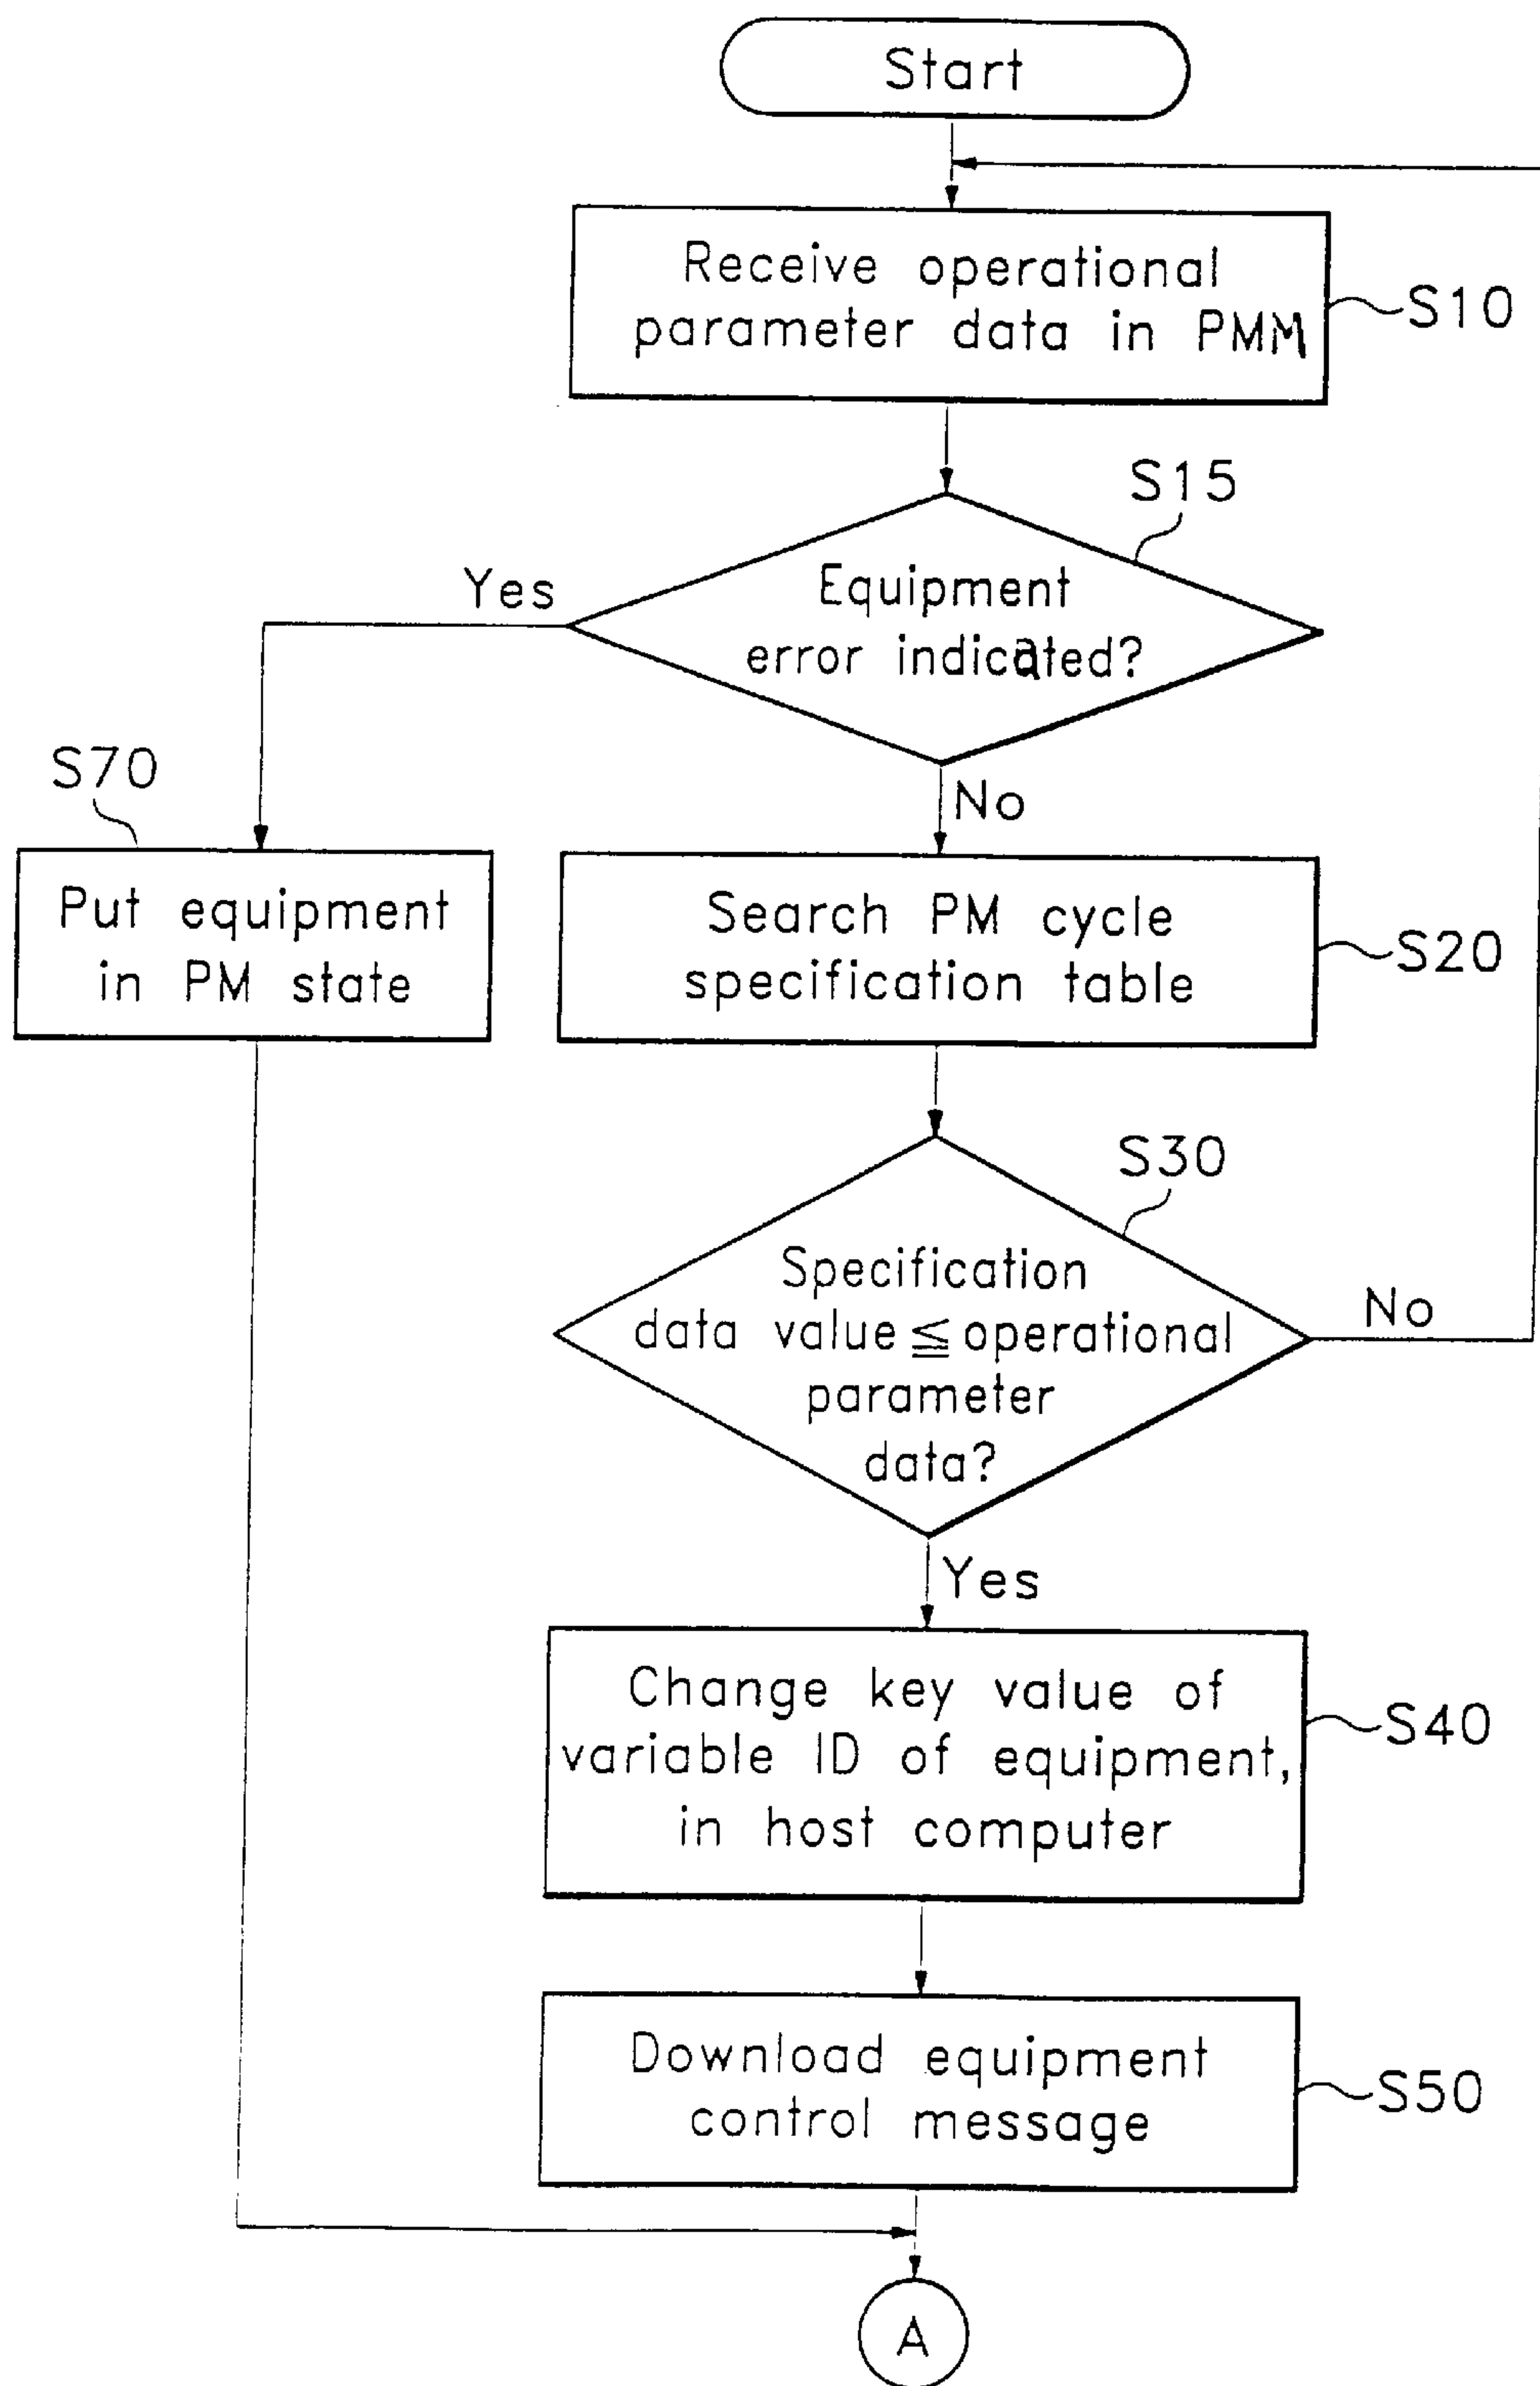 Start
Receive operational
parameter data in PMM
S10
S15
Equipment
error indicated?
Yes
No
S70
Put equipment
in PM state
Search PM cycle
specification table
S20
S30
Specification
data value ≦ operational
parameter
data?
No
Yes
Change key value of
variable ID of equipment,
in host computer
S40
Download equipment
control message
S50
A